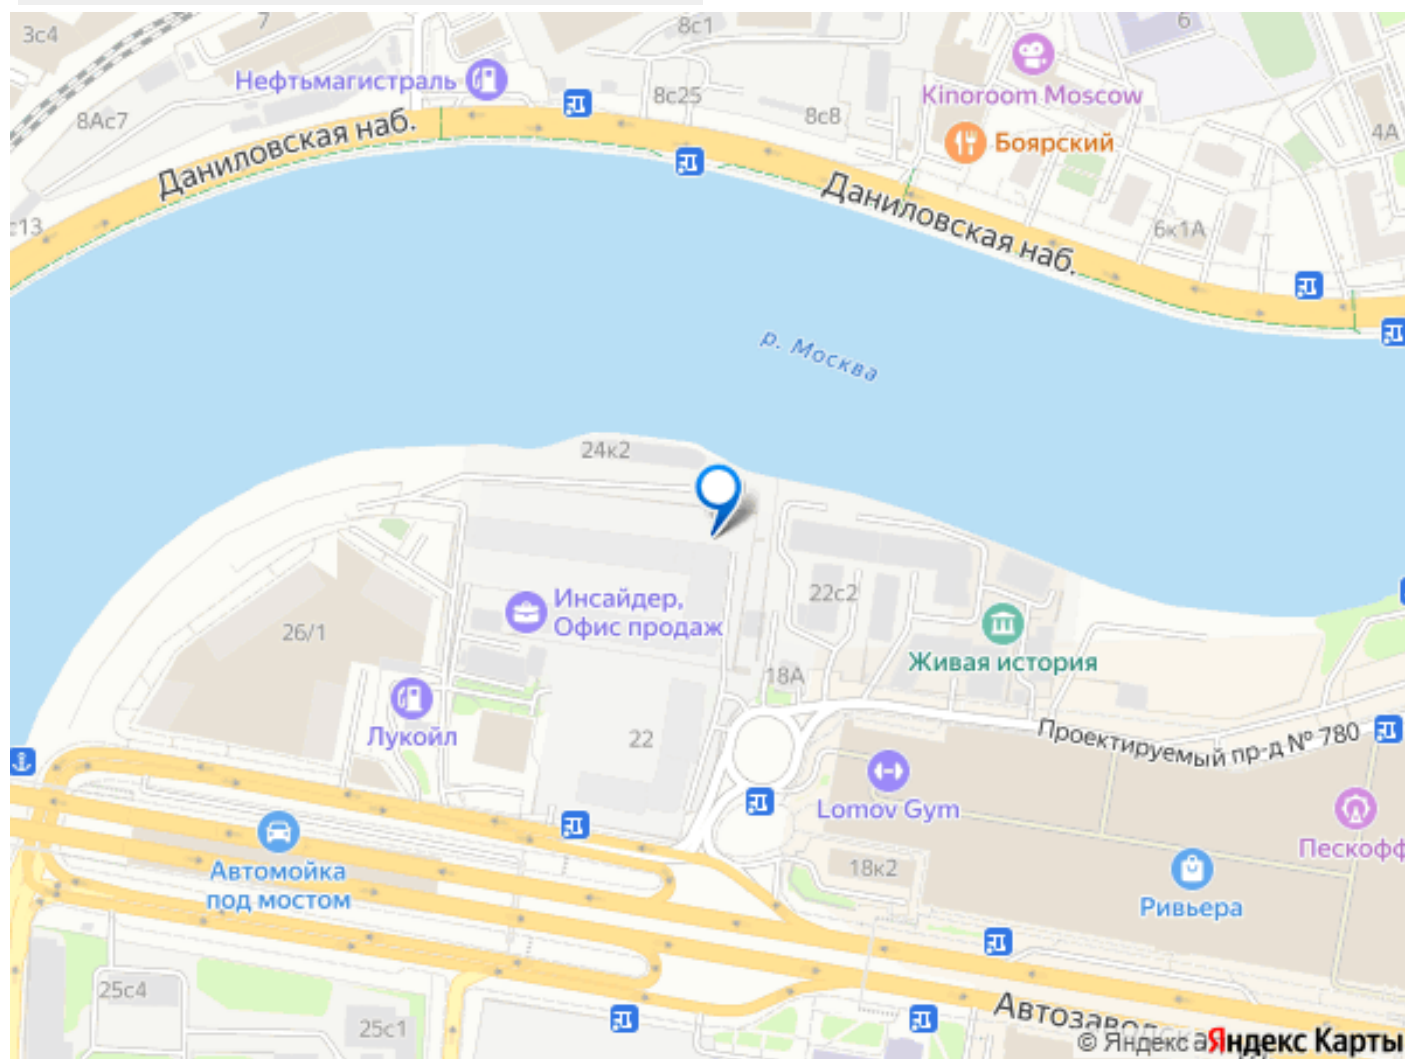 3с4
7
8с1
6
Нефтьмагистраль
8с25
Kinoroom Moscow
8Ас7
8с8
4А
Даниловская наб.
Боярский
Даниловская наб.
с13
6к1А
р. Москва
24к2
Инсайдер,
Офис продаж
22с2
26/1
Живая история
18А
Лукойл
22
Проектируемый пр-д № 780
Lomov Gym
Автомойка
под мостом
18к2
Пескофф
Ривьера
25с4
25с1
Автозаводская
© Яндекс Яндекс Карты